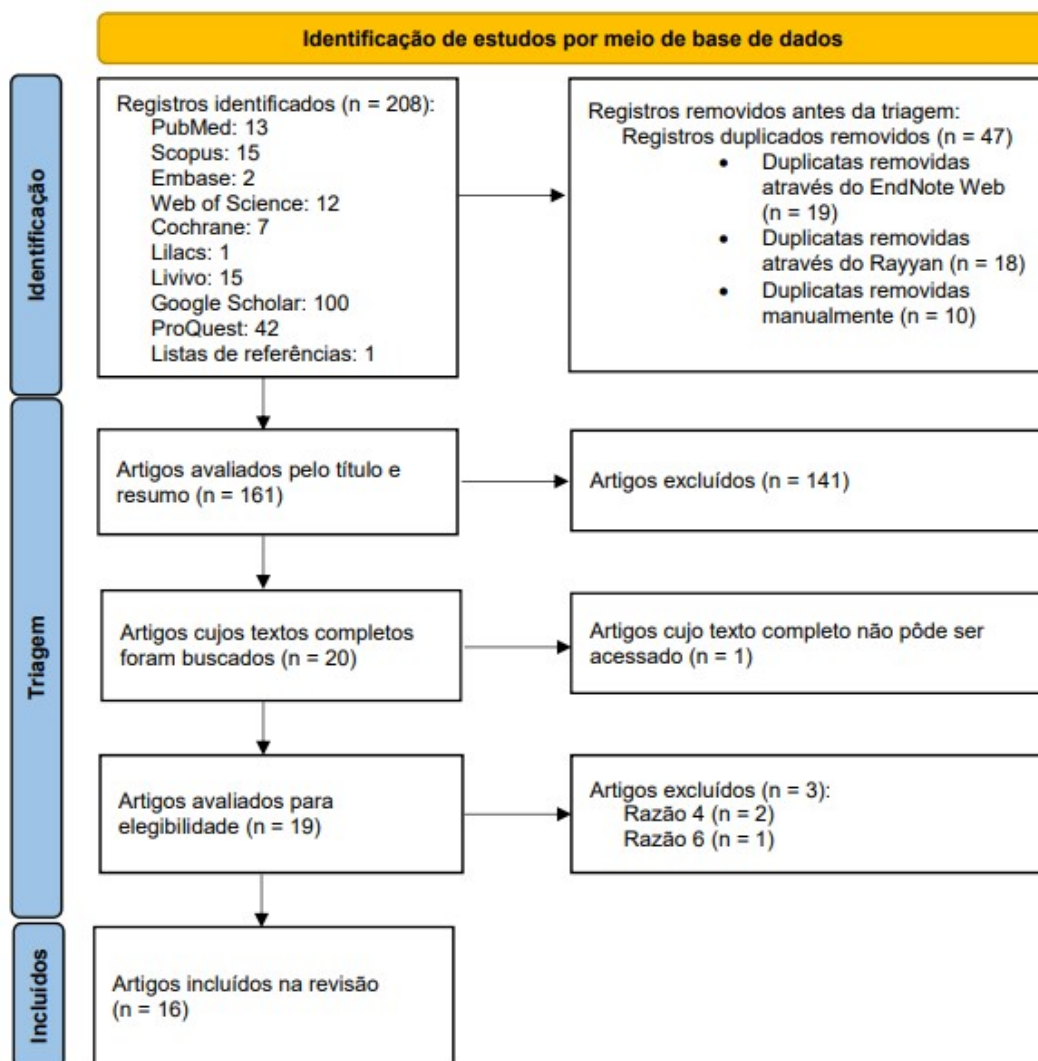 Identificação de estudos por meio de base de dados
Identificação
Registros identificados (n = 208):
PubMed: 13
Scopus: 15
Embase: 2
Web of Science: 12
Cochrane: 7
Lilacs: 1
Livivo: 15
Google Scholar: 100
ProQuest: 42
Listas de referências: 1
Registros removidos antes da triagem:
Registros duplicados removidos (n = 47)
• Duplicatas removidas
através do EndNote Web
(n = 19)
• Duplicatas removidas
através do Rayyan (n = 18)
• Duplicatas removidas
manualmente (n = 10)
Triagem
Artigos avaliados pelo título e
resumo (n = 161)
Artigos excluídos (n = 141)
Artigos cujos textos completos
foram buscados (n = 20)
Artigos cujo texto completo não pôde ser
acessado (n = 1)
Artigos avaliados para
elegibilidade (n = 19)
Artigos excluídos (n = 3):
Razão 4 (n = 2)
Razão 6 (n = 1)
Incluídos
Artigos incluídos na revisão
(n = 16)